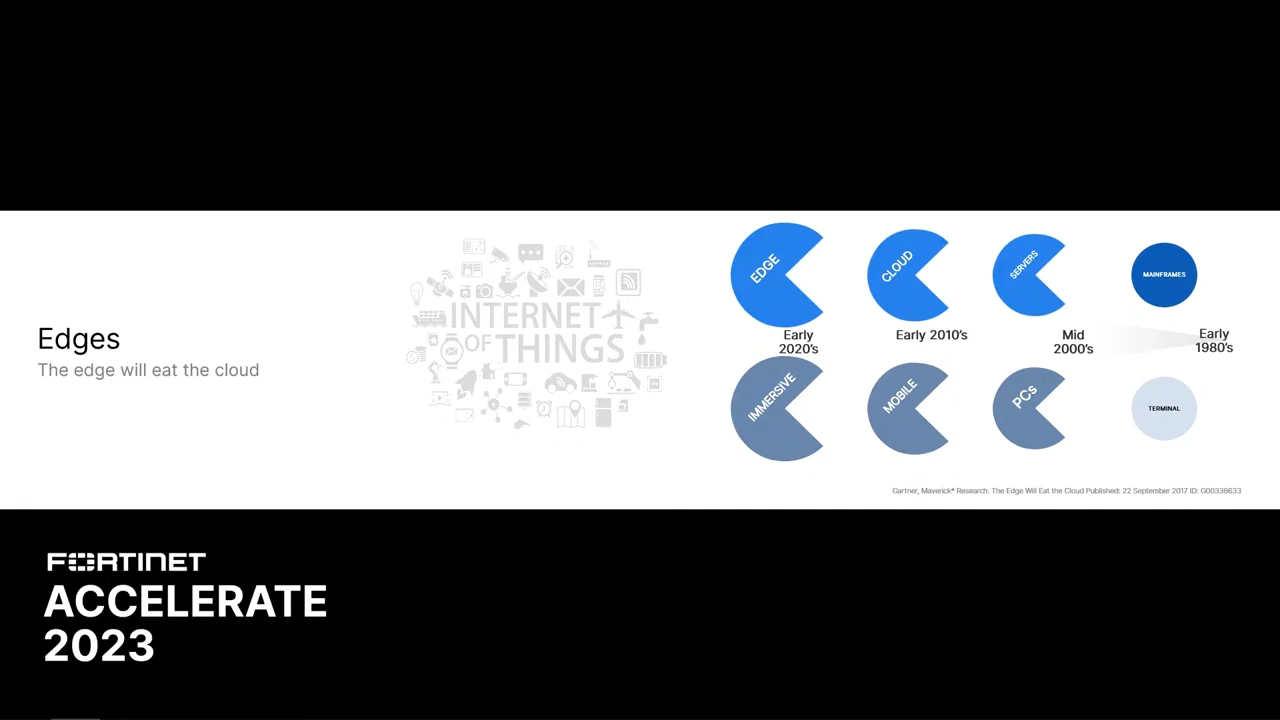 Edges
The edge will eat the cloud
INTERNET
OF THINGS
EDGE
CLOUD
SERVERS
MAINFRAMES
Early
2020's
Early 2010's
Mid
2000's
Early
1980's
IMMERSIVE
MOBILE
PCs
TERMINAL
Gartner, Maverick* Research: The Edge Will Eat the Cloud Published: 22 September 2017 ID: G00338633
FORTINET
ACCELERATE
2023